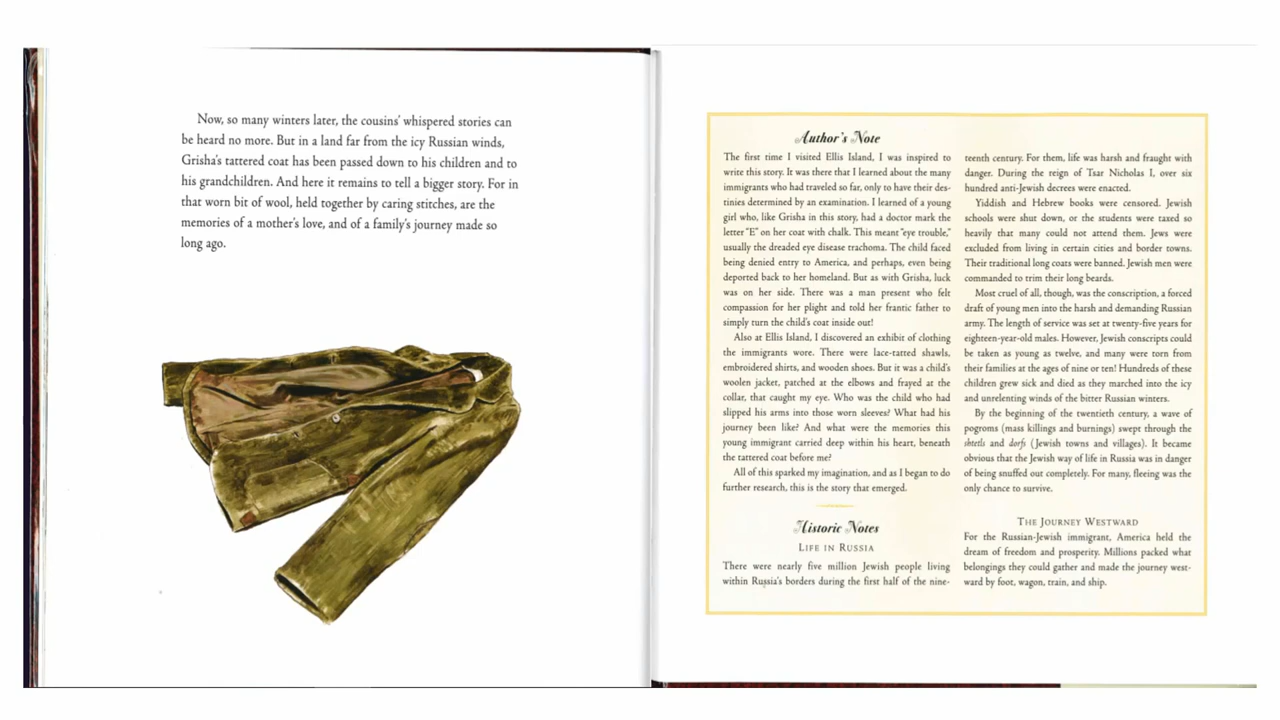 Now, so many winters later, the cousins' whispered stories can
be heard no more. But in a land far from the icy Russian winds,
Grisha's tattered coat has been passed down to his children and to
his grandchildren. And here it remains to tell a bigger story. For in
that worn bit of wool, held together by caring stitches, are the
memories of a mother's love, and of a family's journey made so
long ago.
Author's Note
The first time I visited Ellis Island, I was inspired to
write this story. It was there that I learned about the many
immigrants who had traveled so far, only to have their des-
tinies determined by an examination. I learned of a young
girl who, like Grisha in this story, had a doctor mark the
letter "E" on her coat with chalk. This meant "eye trouble,"
usually the dreaded eye disease trachoma. The child faced
being denied entry to America, and perhaps, even being
deported back to her homeland. But as with Grisha, luck
was on her side. There was a man present who felt
compassion for her plight and told her frantic father to
simply turn the child's coat inside out!
Also at Ellis Island, I discovered an exhibit of clothing
the immigrants wore. There were lace-tatted shawls,
embroidered shirts, and wooden shoes. But it was a child's
woolen jacket, patched at the elbows and frayed at the
collar, that caught my eye. Who was the child who had
slipped his arms into those worn sleeves? What had his
journey been like? And what were the memories this
young immigrant carried deep within his heart, beneath
the tattered coat before me?
All of this sparked my imagination, and as I began to do
further research, this is the story that emerged.
Historic Notes
LIFE IN RUSSIA
There were nearly five million Jewish people living
within Russia's borders during the first half of the nine-
teenth century. For them, life was harsh and fraught with
danger. During the reign of Tsar Nicholas I, over six
hundred anti-Jewish decrees were enacted.
Yiddish and Hebrew books were censored. Jewish
schools were shut down, or the students were taxed so
heavily that many could not attend them. Jews were
excluded from living in certain cities and border towns.
Their traditional long coats were banned. Jewish men were
commanded to trim their long beards.
Most cruel of all, though, was the conscription, a forced
draft of young men into the harsh and demanding Russian
army. The length of service was set at twenty-five years for
eighteen-year-old males. However, Jewish conscripts could
be taken as young as twelve, and many were torn from
their families at the ages of nine or ten! Hundreds of these
children grew sick and died as they marched into the icy
and unrelenting winds of the bitter Russian winters.
By the beginning of the twentieth century, a wave of
pogroms (mass killings and burnings) swept through the
shtetls and dorfs (Jewish towns and villages). It became
obvious that the Jewish way of life in Russia was in danger
of being snuffed out completely. For many, fleeing was the
only chance to survive.
THE JOURNEY WESTWARD
For the Russian-Jewish immigrant, America held the
dream of freedom and prosperity. Millions packed what
belongings they could gather and made the journey west-
ward by foot, wagon, train, and ship.